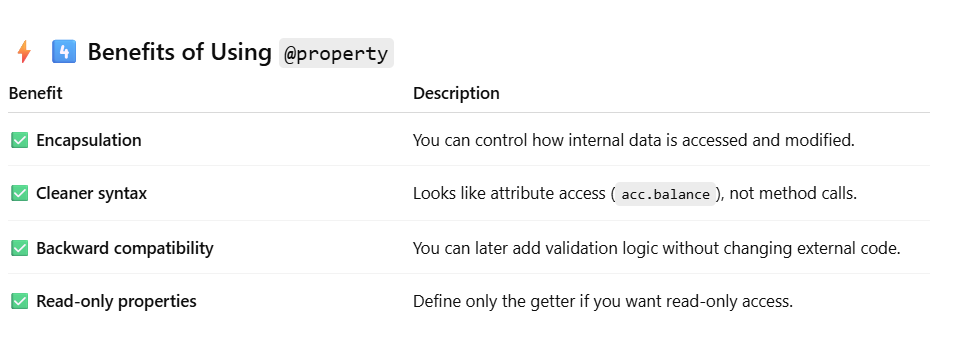 ⚡ 4️⃣ Benefits of Using @property
Benefit Description
✅ Encapsulation You can control how internal data is accessed and modified.
✅ Cleaner syntax Looks like attribute access (acc.balance), not method calls.
✅ Backward compatibility You can later add validation logic without changing external code.
✅ Read-only properties Define only the getter if you want read-only access.